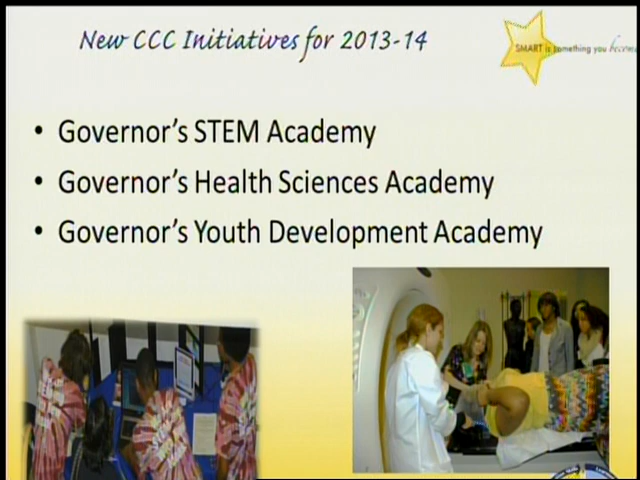 New CCC Initiatives for 2013-14
SMART is something you become
• Governor's STEM Academy
• Governor's Health Sciences Academy
• Governor's Youth Development Academy